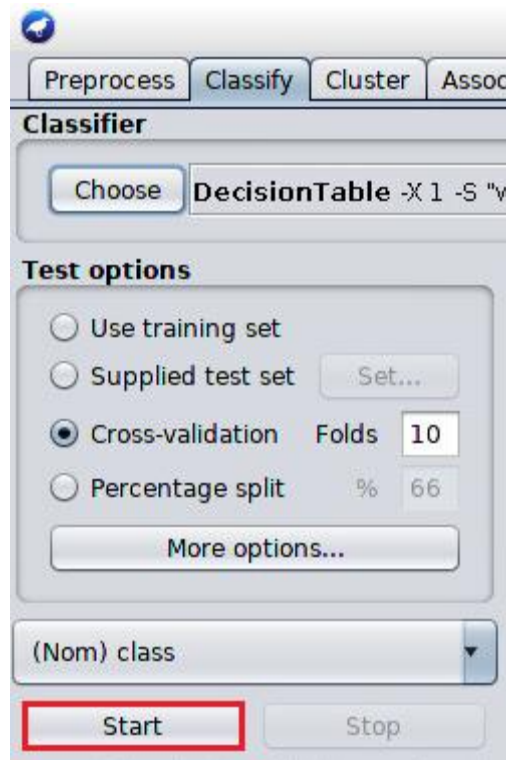 Preprocess Classify Cluster Assoc
Classifier
Choose DecisionTable -X 1 -S "w
Test options
Use training set
Supplied test set Set...
Cross-validation Folds 10
Percentage split % 66
More options...
(Nom) class
Start Stop